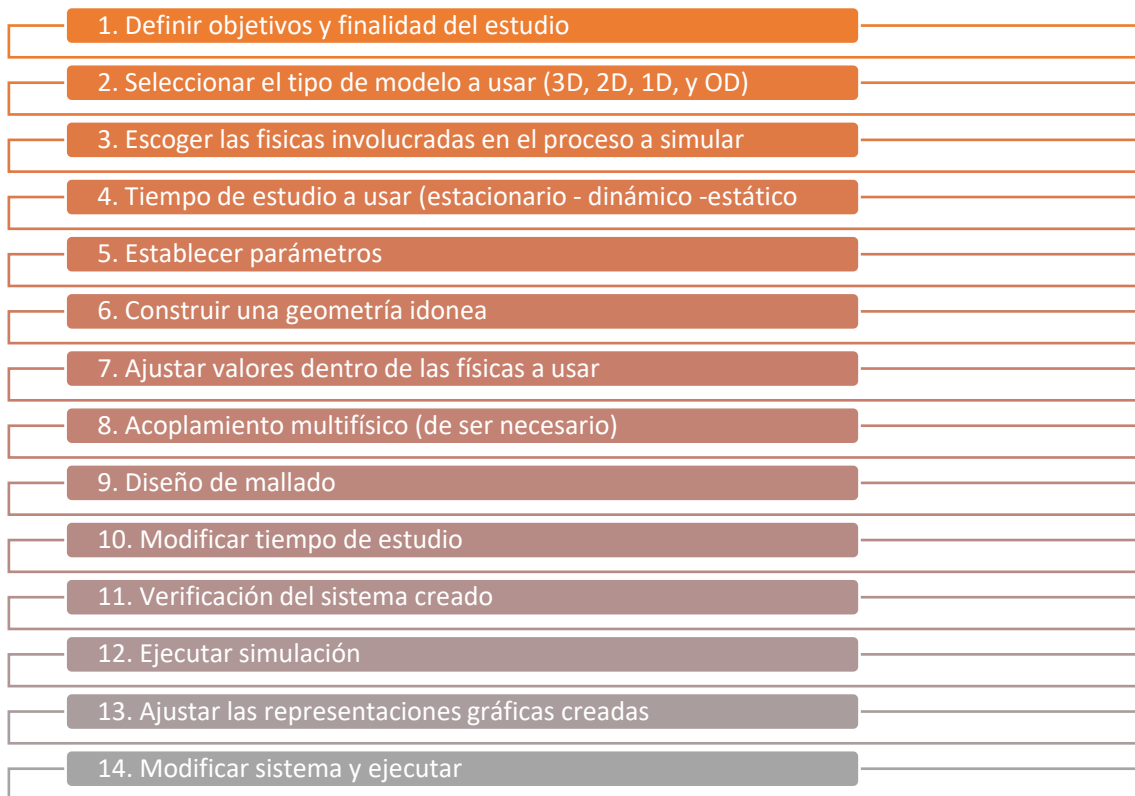 1. Definir objetivos y finalidad del estudio
2. Seleccionar el tipo de modelo a usar (3D, 2D, 1D, y OD)
3. Escoger las fisicas involucradas en el proceso a simular
4. Tiempo de estudio a usar (estacionario - dinámico -estático
5. Establecer parámetros
6. Construir una geometría idonea
7. Ajustar valores dentro de las físicas a usar
8. Acoplamiento multifísico (de ser necesario)
9. Diseño de mallado
10. Modificar tiempo de estudio
11. Verificación del sistema creado
12. Ejecutar simulación
13. Ajustar las representaciones gráficas creadas
14. Modificar sistema y ejecutar